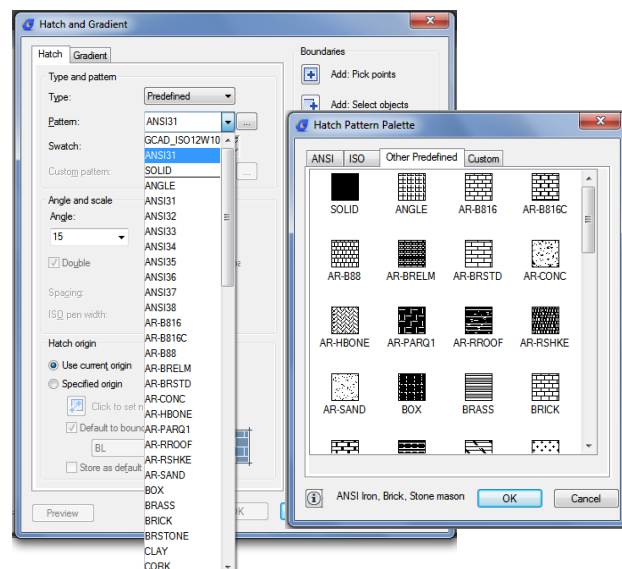 Hatch and Gradient
Hatch
Gradient
Type and pattern
Type:
Predefined
Pattern:
ANSI31
...
Swatch:
Custom pattern:
...
Angle and scale
Angle:
15
Double
Spacing:
ISO pen width:
Hatch origin
Use current origin
Specified origin
Click to set n
Default to boun
BL
Store as default
Preview
K
GCAD_ISO12W10
ANSI31
SOLID
ANGLE
ANSI31
ANSI32
ANSI33
ANSI34
ANSI35
ANSI36
ANSI37
ANSI38
AR-B816
AR-B816C
AR-B88
AR-BRELM
AR-BRSTD
AR-CONC
AR-HBONE
AR-PARQ1
AR-RROOF
AR-RSHKE
AR-SAND
BOX
BRASS
BRICK
BRSTONE
CLAY
CORK
Boundaries
Add: Pick points
Add: Select objects
Hatch Pattern Palette
ANSI
ISO
Other Predefined
Custom
SOLID ANGLE AR-B816 AR-B816C
AR-B88 AR-BRELM AR-BRSTD AR-CONC
AR-HBONE AR-PARQ1 AR-RROOF AR-RSHKE
AR-SAND BOX BRASS BRICK
ANSI Iron, Brick, Stone mason
OK
Cancel